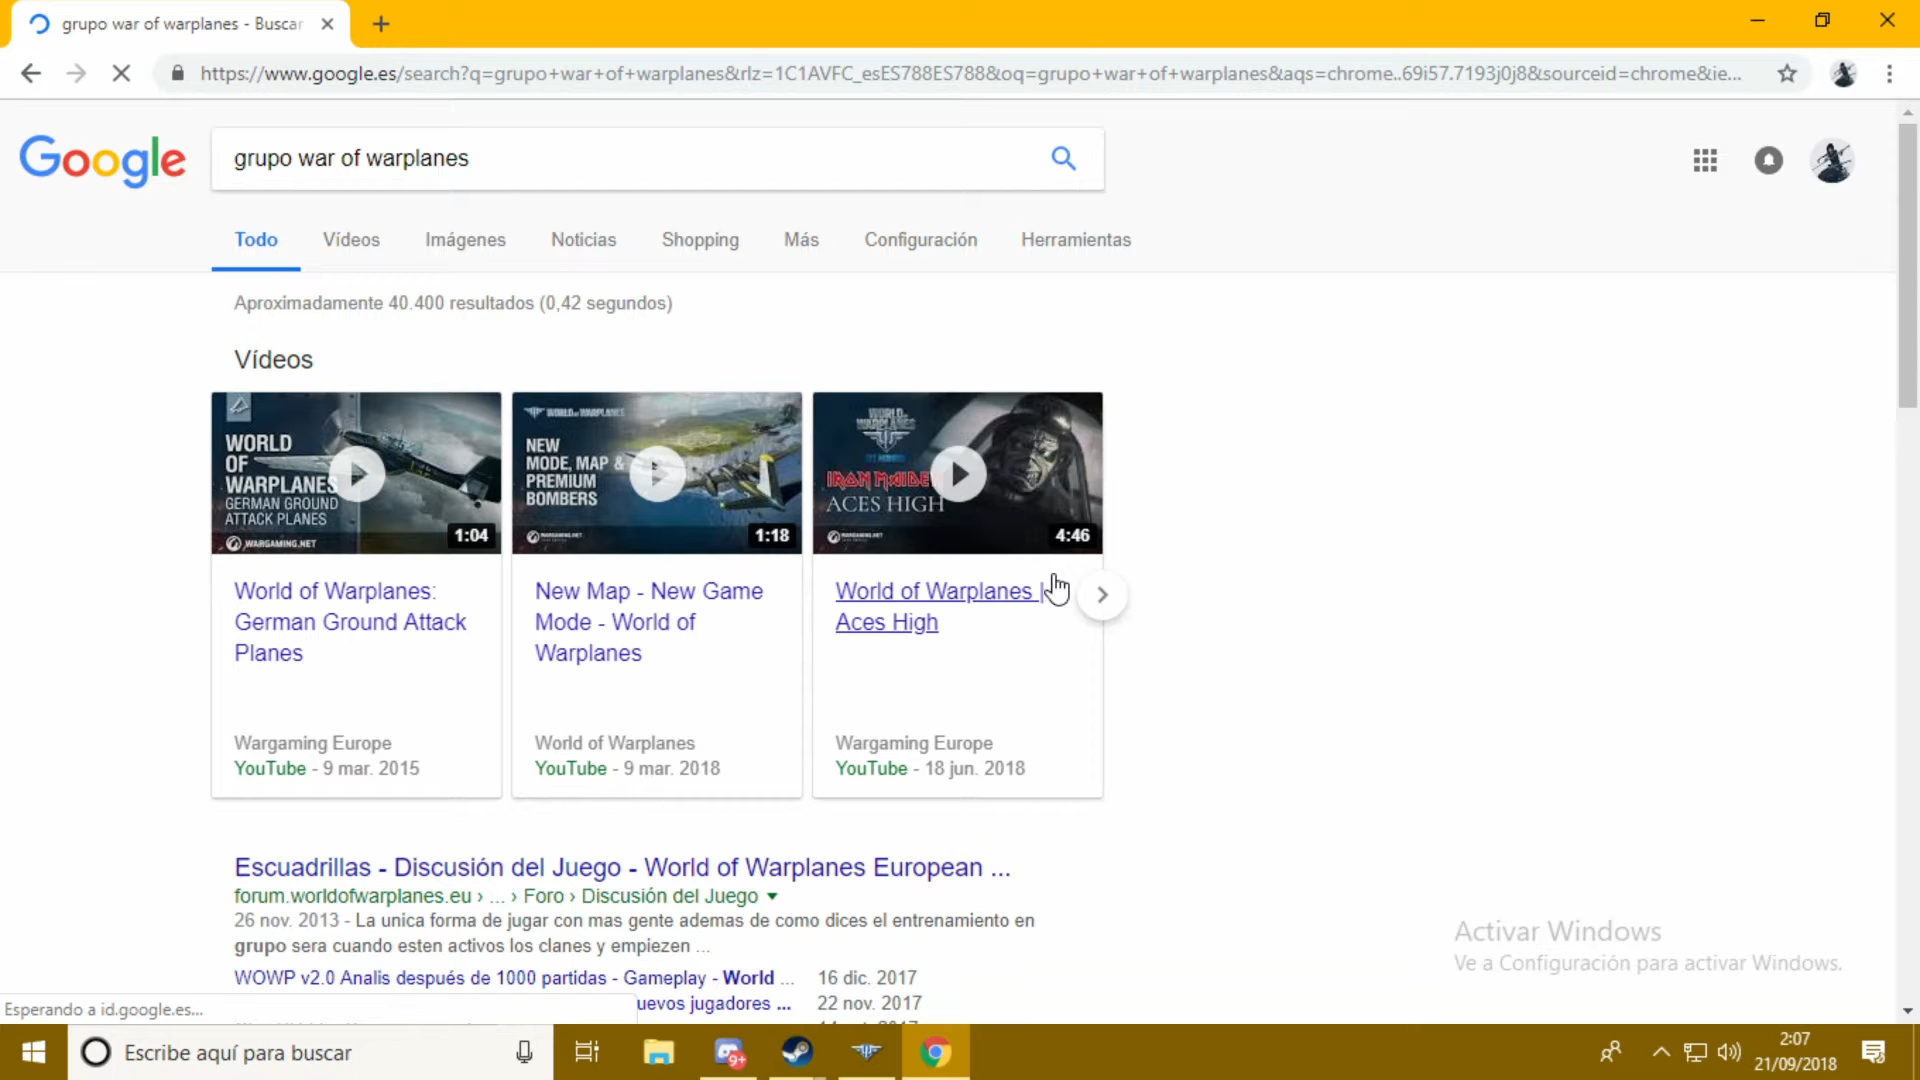 grupo war of warplanes - Buscar
https://www.google.es/search?q=grupo+war+of+warplanes&rlz=1C1AVFC_esES788ES788&oq=grupo+war+of+warplanes&aqs=chrome..69i57.7193j0j8&sourceid=chrome&ie...
Google
grupo war of warplanes
Todo Vídeos Imágenes Noticias Shopping Más Configuración Herramientas
Aproximadamente 40.400 resultados (0,42 segundos)
Vídeos
WORLD
OF
WARPLANES
GERMAN GROUND
ATTACK PLANES
WARGAMING.NET
1:04
WORLD OF WARPLANES
NEW
MODE, MAP &
PREMIUM
BOMBERS
1:18
WORLD OF
WARPLANES
IRON MAIDEN
ACES HIGH
4:46
World of Warplanes:
German Ground Attack
Planes
Wargaming Europe
YouTube - 9 mar. 2015
New Map - New Game
Mode - World of
Warplanes
World of Warplanes
YouTube - 9 mar. 2018
World of Warplanes |
Aces High
Wargaming Europe
YouTube - 18 jun. 2018
Escuadrillas - Discusión del Juego - World of Warplanes European ...
forum.worldofwarplanes.eu › ... › Foro › Discusión del Juego
26 nov. 2013 - La unica forma de jugar con mas gente ademas de como dices el entrenamiento en
grupo sera cuando esten activos los clanes y empiezen ...
WOWP v2.0 Analis después de 1000 partidas - Gameplay - World ... 16 dic. 2017
uevos jugadores ... 22 nov. 2017
Activar Windows
Ve a Configuración para activar Windows.
Esperando a id.google.es...
Escribe aquí para buscar
9+
2:07
21/09/2018